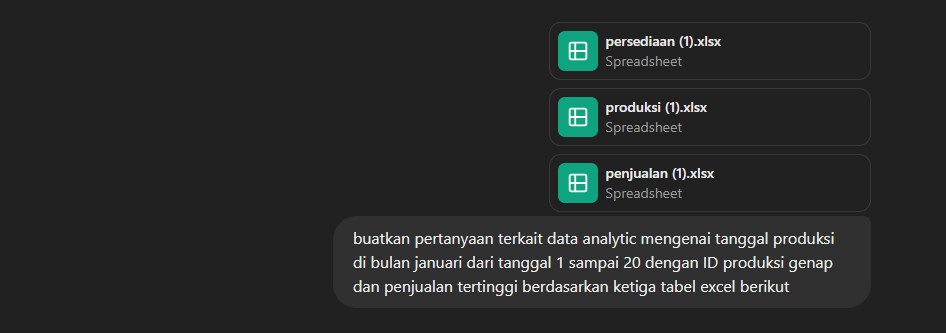 persediaan (1).xlsx
Spreadsheet
produksi (1).xlsx
Spreadsheet
penjualan (1).xlsx
Spreadsheet
buatkan pertanyaan terkait data analytic mengenai tanggal produksi
di bulan januari dari tanggal 1 sampai 20 dengan ID produksi genap
dan penjualan tertinggi berdasarkan ketiga tabel excel berikut